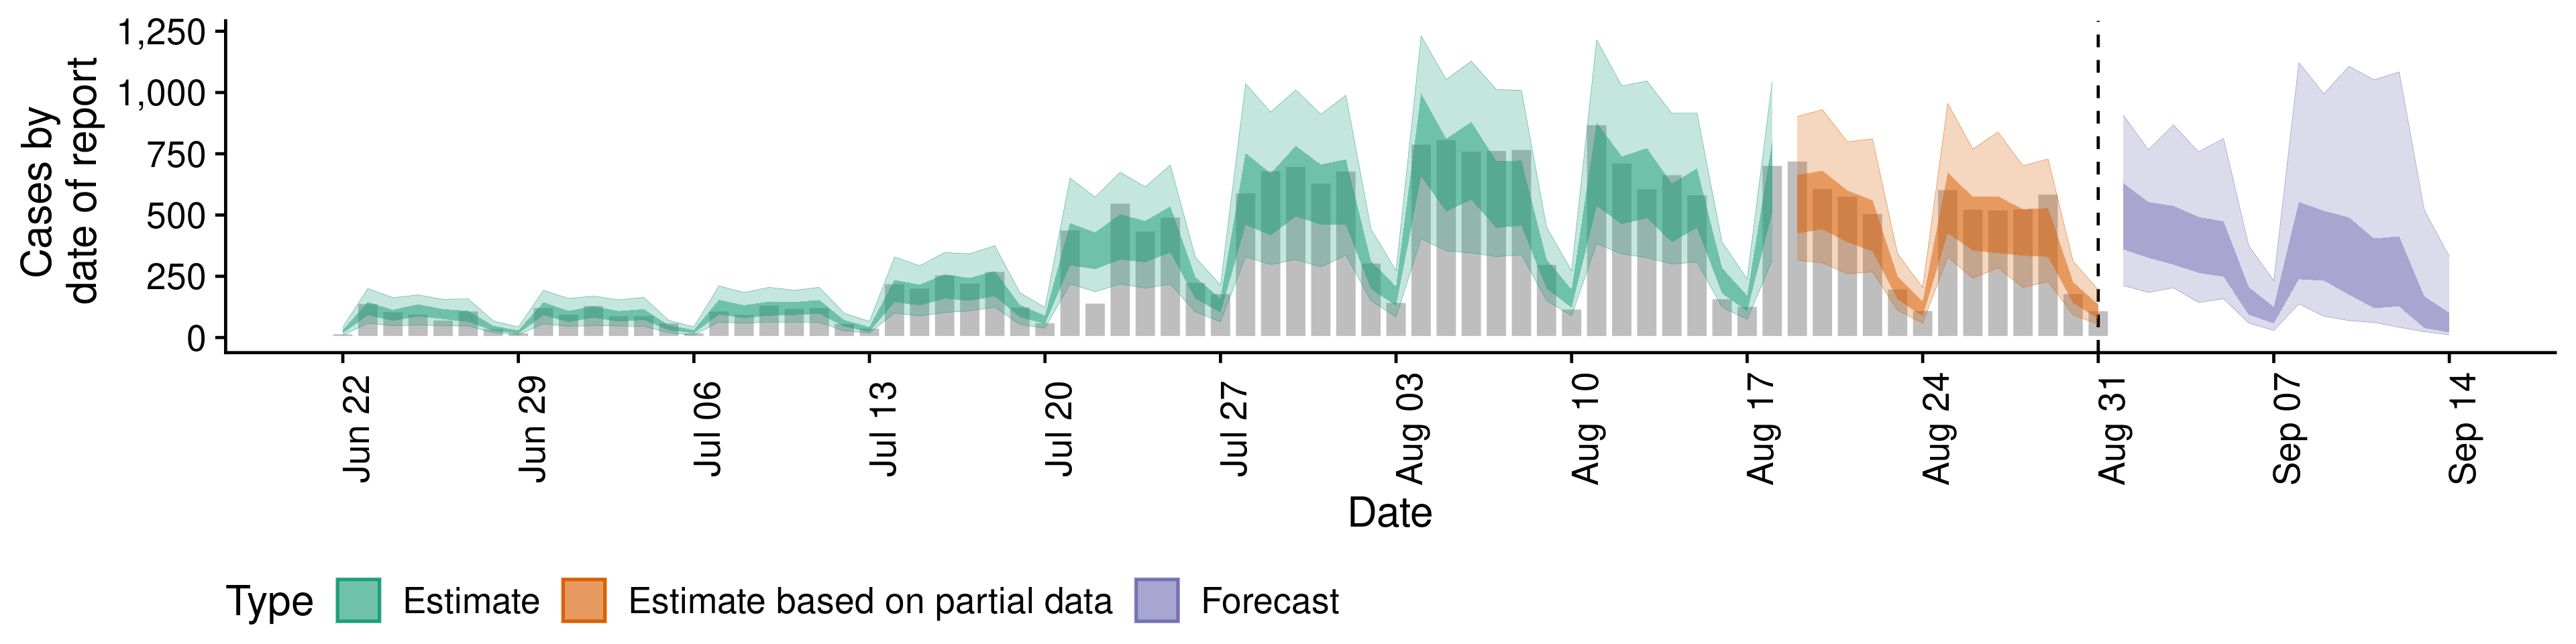 Cases by
date of report
1,250
1,000
750
500
250
0
Jun 22
Jun 29
Jul 06
Jul 13
Jul 20
Jul 27
Aug 03
Aug 10
Aug 17
Aug 24
Aug 31
Sep 07
Sep 14
Date
Type Estimate Estimate based on partial data Forecast